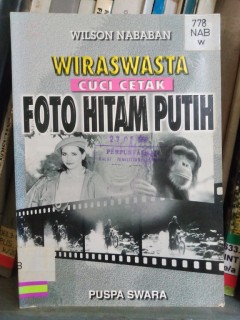 WILSON NABABAN
778
NAB
w
WIRASWASTA
CUCI CETAK
FOTO HITAM PUTIH
PUSPA SWARA